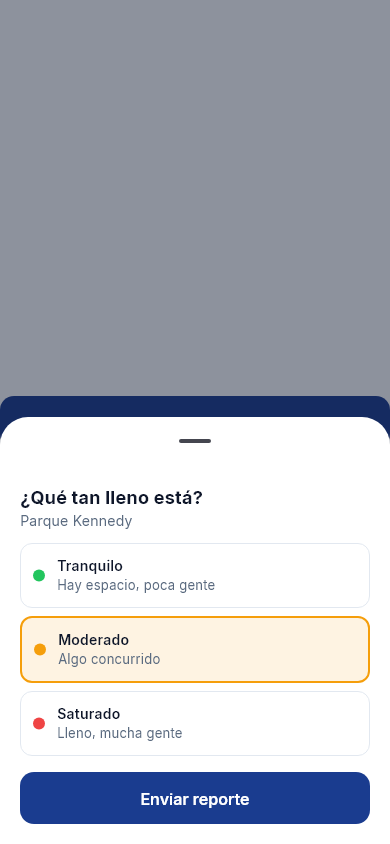 ¿Qué tan lleno está?
Parque Kennedy
Tranquilo
Hay espacio, poca gente
Moderado
Algo concurrido
Saturado
Lleno, mucha gente
Enviar reporte